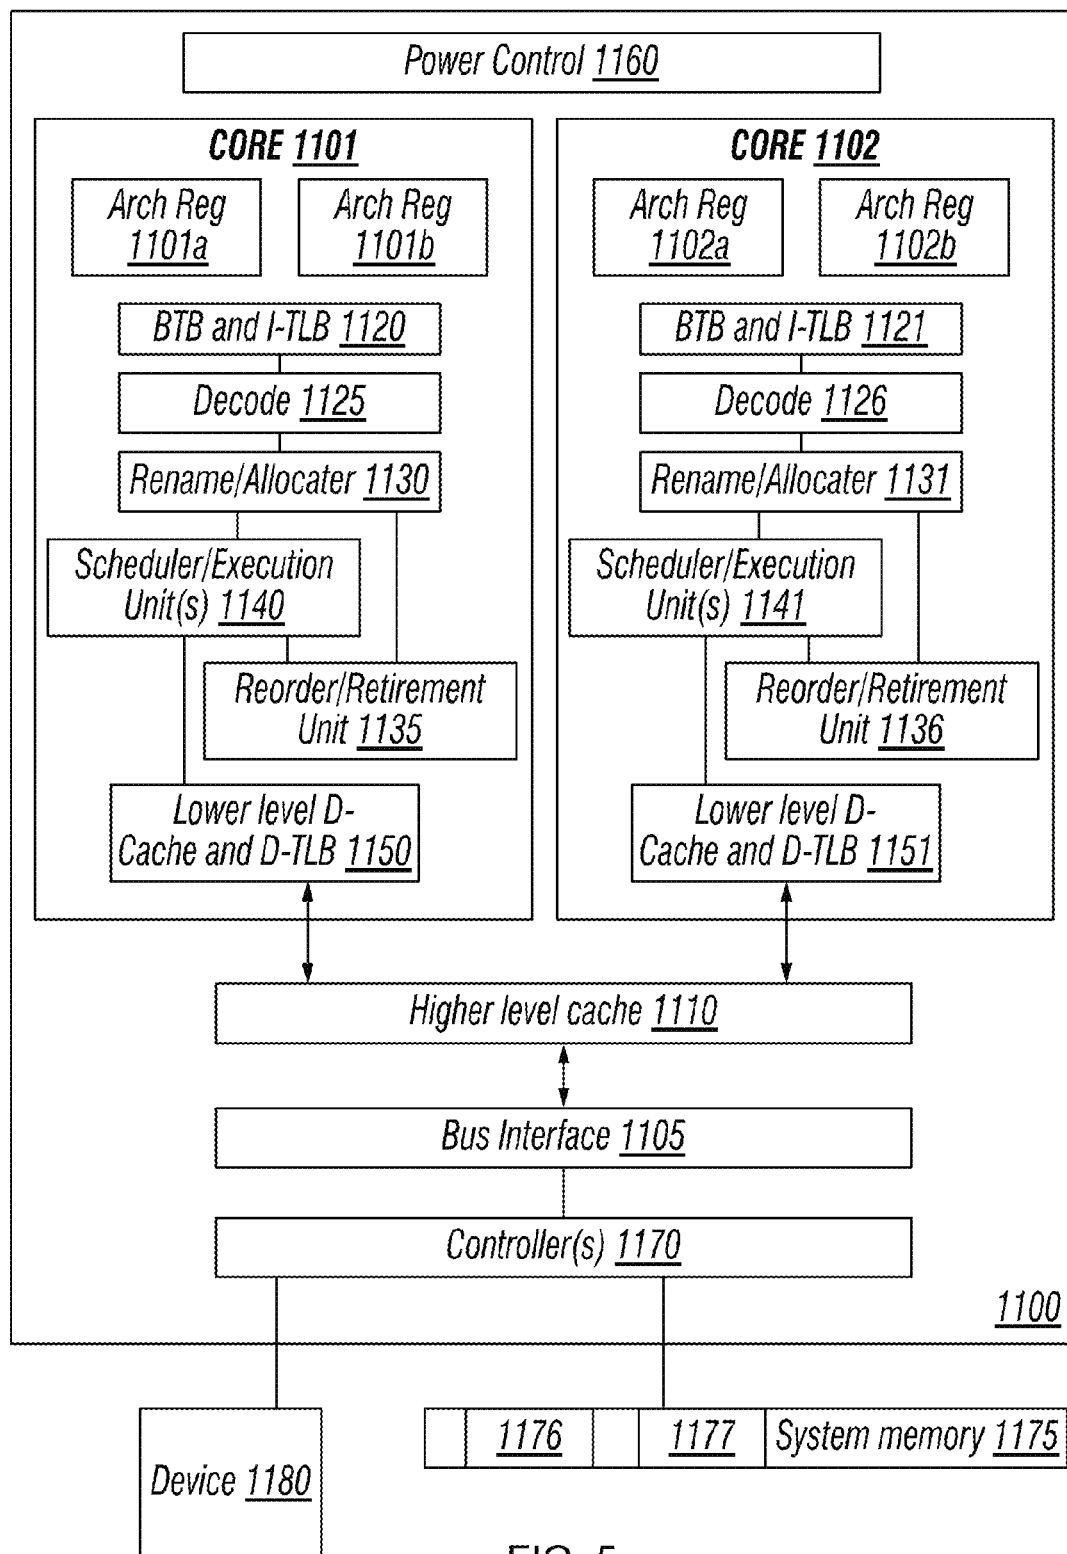 Power Control 1160
CORE 1101
Arch Reg
1101a
Arch Reg
1101b
BTB and I-TLB 1120
Decode 1125
Rename/Allocater 1130
Scheduler/Execution
Unit(s) 1140
Reorder/Retirement
Unit 1135
Lower level D-
Cache and D-TLB 1150
CORE 1102
Arch Reg
1102a
Arch Reg
1102b
BTB and I-TLB 1121
Decode 1126
Rename/Allocater 1131
Scheduler/Execution
Unit(s) 1141
Reorder/Retirement
Unit 1136
Lower level D-
Cache and D-TLB 1151
Higher level cache 1110
Bus Interface 1105
Controller(s) 1170
1100
Device 1180
1176
1177
System memory 1175
FIG. 5